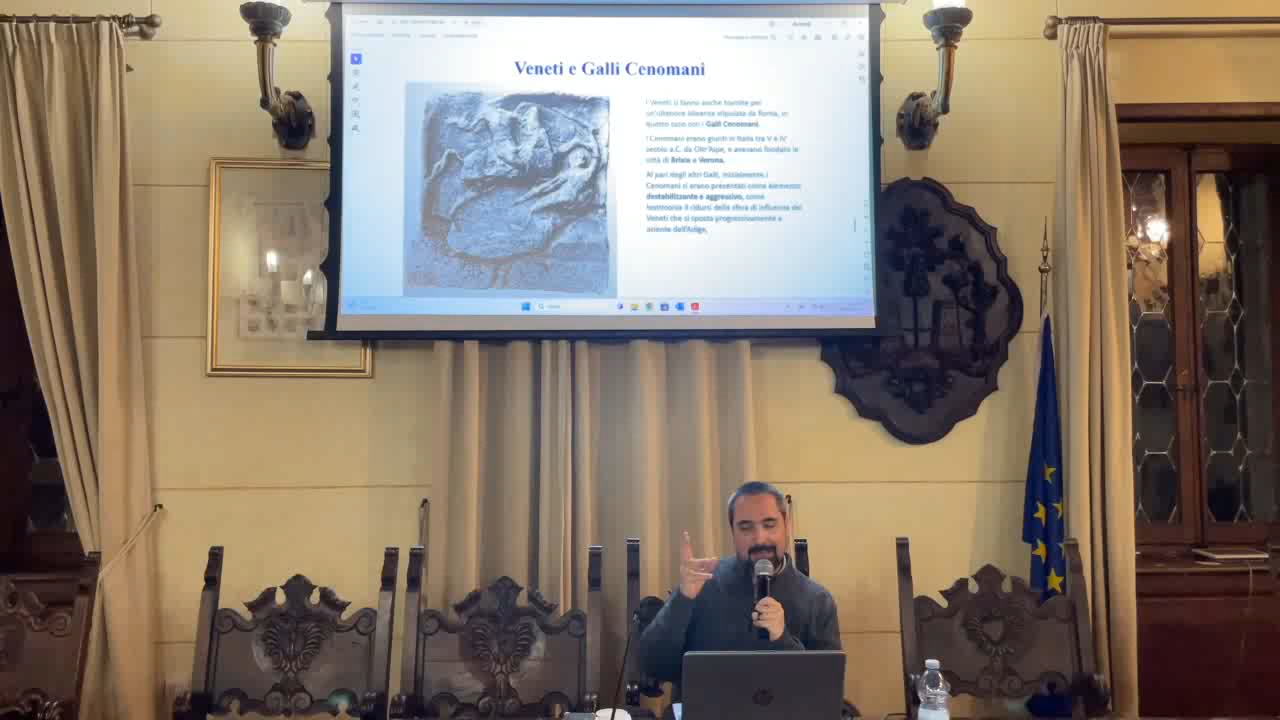 Veneti e Galli Cenomani
I Veneti si fanno anche tramite per
un'ulteriore alleanza stipulata da Roma, in
questo caso con i Galli Cenomani.
I Cenomani erano giunti in Italia tra V e IV
secolo a.C. da Oltr'Alpe, e avevano fondato le
città di Brixia e Verona.
Al pari degli altri Galli, inizialmente, i
Cenomani si erano presentati come elemento
destabilizzante e aggressivo, come
testimonia il ridursi della sfera di influenza dei
Veneti che si sposta progressivamente a
oriente dell'Adige,
hp